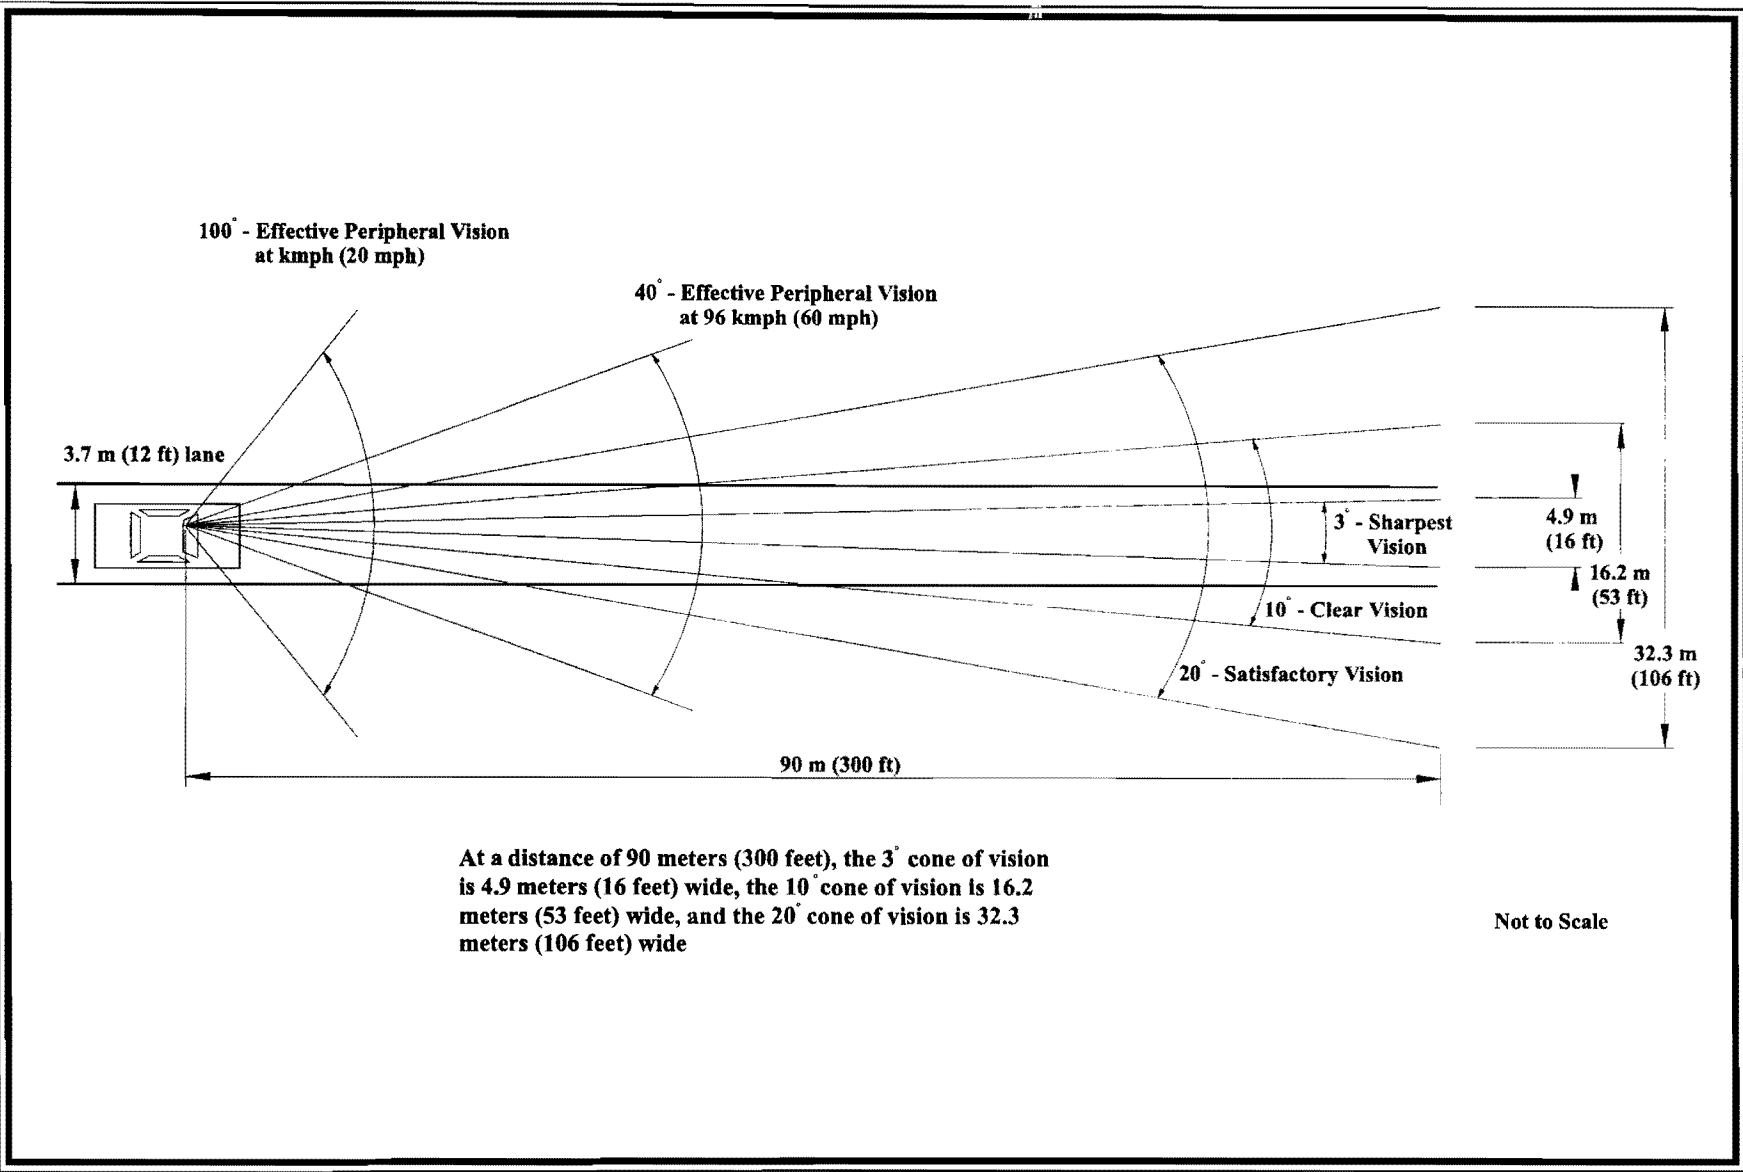 100° - Effective Peripheral Vision
at kmph (20 mph)
40° - Effective Peripheral Vision
at 96 kmph (60 mph)
3.7 m (12 ft) lane
3° - Sharpest
Vision
4.9 m
(16 ft)
10° - Clear Vision
16.2 m
(53 ft)
20° - Satisfactory Vision
32.3 m
(106 ft)
90 m (300 ft)
At a distance of 90 meters (300 feet), the 3° cone of vision
is 4.9 meters (16 feet) wide, the 10° cone of vision is 16.2
meters (53 feet) wide, and the 20° cone of vision is 32.3
meters (106 feet) wide
Not to Scale